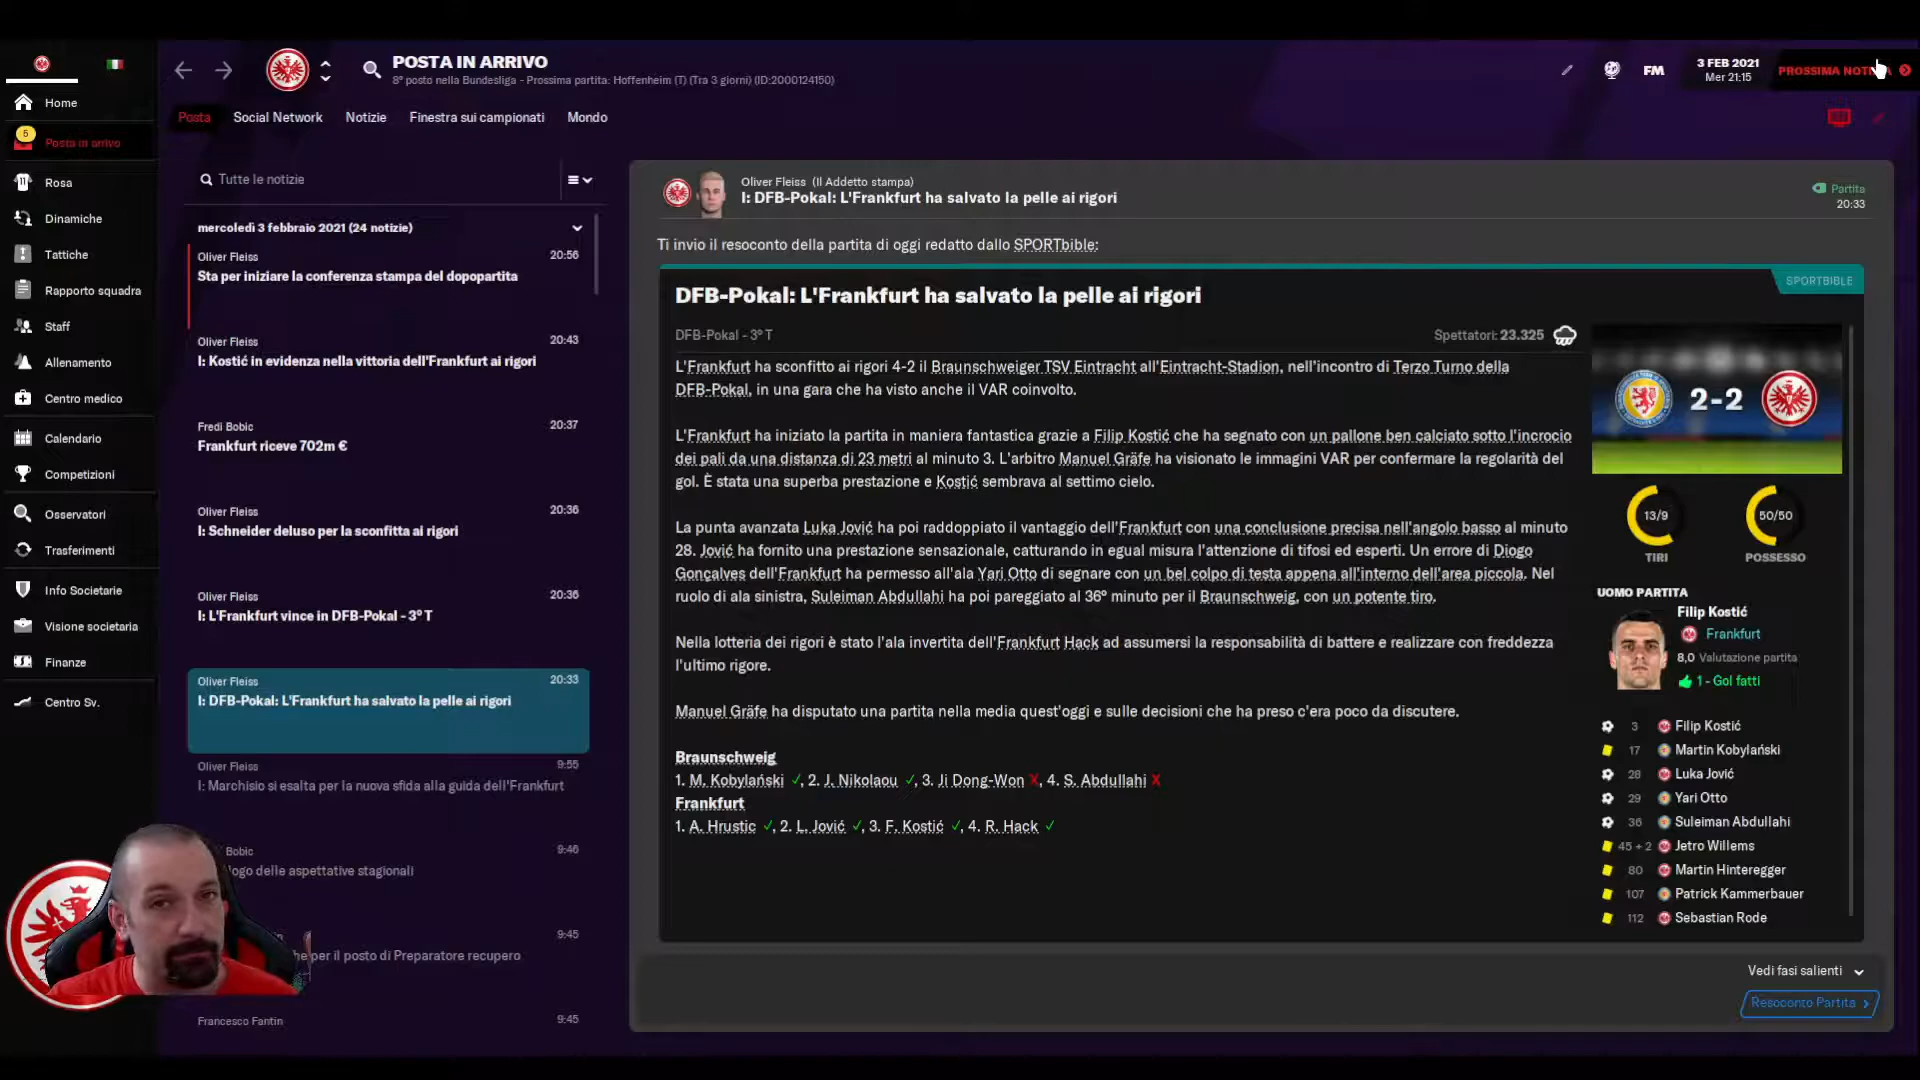 POSTA IN ARRIVO
8° posto nella Bundesliga - Prossima partita: Hoffenheim (T) (Tra 3 giorni) (ID:2000124150)
FM
3 FEB 2021
Mer 21:15
PROSSIMA
Home
5
Posta in arrivo
Rosa
Dinamiche
Tattiche
Rapporto squadra
Staff
Allenamento
Centro medico
Calendario
Competizioni
Osservatori
Trasferimenti
Info Societarie
Visione societaria
Finanze
Centro Sv.
Posta
Social Network
Notizie
Finestra sui campionati
Mondo
Tutte le notizie
mercoledì 3 febbraio 2021 (24 notizie)
Oliver Fleiss 20:56
Sta per iniziare la conferenza stampa del dopopartita
Oliver Fleiss 20:43
I: Kostić in evidenza nella vittoria dell'Frankfurt ai rigori
Fredi Bobic 20:37
Frankfurt riceve 702m €
Oliver Fleiss 20:36
I: Schneider deluso per la sconfitta ai rigori
Oliver Fleiss 20:36
I: L'Frankfurt vince in DFB-Pokal - 3° T
Oliver Fleiss 20:33
I: DFB-Pokal: L'Frankfurt ha salvato la pelle ai rigori
Oliver Fleiss 9:55
I: Marchisio si esalta per la nuova sfida alla guida dell'Frankfurt
Bobic 9:46
logo delle aspettative stagionali
9:45
per il posto di Preparatore recupero
Francesco Fantin 9:45
Oliver Fleiss (Il Addetto stampa)
I: DFB-Pokal: L'Frankfurt ha salvato la pelle ai rigori
Partita
20:33
Ti invio il resoconto della partita di oggi redatto dallo SPORTbible:
SPORTBIBLE
DFB-Pokal: L'Frankfurt ha salvato la pelle ai rigori
DFB-Pokal - 3° T
Spettatori: 23.325
L'Frankfurt ha sconfitto ai rigori 4-2 il Braunschweiger TSV Eintracht all'Eintracht-Stadion, nell'incontro di Terzo Turno della
DFB-Pokal, in una gara che ha visto anche il VAR coinvolto.
L'Frankfurt ha iniziato la partita in maniera fantastica grazie a Filip Kostić che ha segnato con un pallone ben calciato sotto l'incrocio
dei pali da una distanza di 23 metri al minuto 3. L'arbitro Manuel Gräfe ha visionato le immagini VAR per confermare la regolarità del
gol. È stata una superba prestazione e Kostić sembrava al settimo cielo.
La punta avanzata Luka Jović ha poi raddoppiato il vantaggio dell'Frankfurt con una conclusione precisa nell'angolo basso al minuto
28. Jović ha fornito una prestazione sensazionale, catturando in egual misura l'attenzione di tifosi ed esperti. Un errore di Diogo
Gonçalves dell'Frankfurt ha permesso all'ala Yari Otto di segnare con un bel colpo di testa appena all'interno dell'area piccola. Nel
ruolo di ala sinistra, Suleiman Abdullahi ha poi pareggiato al 36° minuto per il Braunschweig, con un potente tiro.
Nella lotteria dei rigori è stato l'ala invertita dell'Frankfurt Hack ad assumersi la responsabilità di battere e realizzare con freddezza
l'ultimo rigore.
Manuel Gräfe ha disputato una partita nella media quest'oggi e sulle decisioni che ha preso c'era poco da discutere.
Braunschweig
1. M. Kobylański ✓, 2. J. Nikolaou ✓, 3. Ji Dong-Won X, 4. S. Abdullahi X
Frankfurt
1. A. Hrustic ✓, 2. L. Jović ✓, 3. F. Kostić ✓, 4. R. Hack ✓
2-2
13/9
TIRI
50/50
POSSESSO
UOMO PARTITA
Filip Kostić
Frankfurt
8,0 Valutazione partita
1 - Gol fatti
3 Filip Kostić
17 Martin Kobylański
28 Luka Jović
29 Yari Otto
36 Suleiman Abdullahi
45 + 2 Jetro Willems
80 Martin Hinteregger
107 Patrick Kammerbauer
112 Sebastian Rode
Vedi fasi salienti
Resoconto Partita